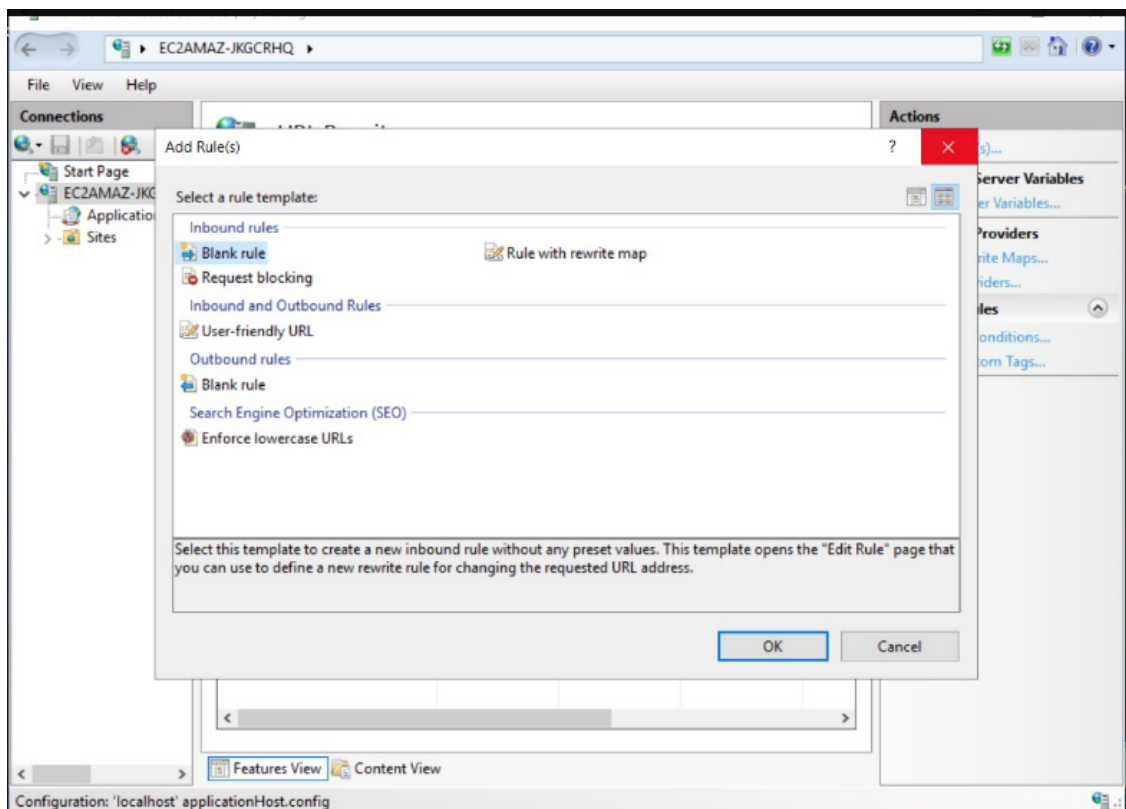 EC2AMAZ-JKGCRHQ
File View Help
Connections
Actions
Add Rule(s)
?
s)...
Start Page
EC2AMAZ-JKG
Select a rule template:
Server Variables
Applicatio
er Variables...
Inbound rules
Sites
Providers
Blank rule
Rule with rewrite map
rite Maps...
Request blocking
iders...
Inbound and Outbound Rules
les
User-friendly URL
onditions...
Outbound rules
tom Tags...
Blank rule
Search Engine Optimization (SEO)
Enforce lowercase URLs
Select this template to create a new inbound rule without any preset values. This template opens the "Edit Rule" page that
you can use to define a new rewrite rule for changing the requested URL address.
OK
Cancel
Features View
Content View
Configuration: 'localhost' applicationHost.config